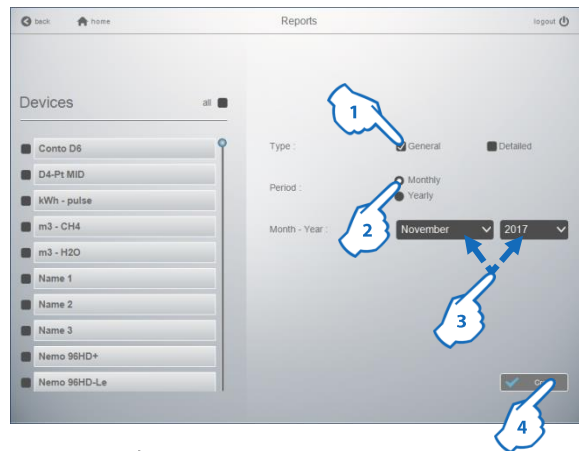 back home Reports logout
Devices all
Conto D6
D4-Pt MID
kWh - pulse
m3 - CH4
m3 - H2O
Name 1
Name 2
Name 3
Nemo 96HD+
Nemo 96HD-Le
1
Type : General Detailed
Period : Monthly
Yearly
2
Month - Year : November 2017
3
4